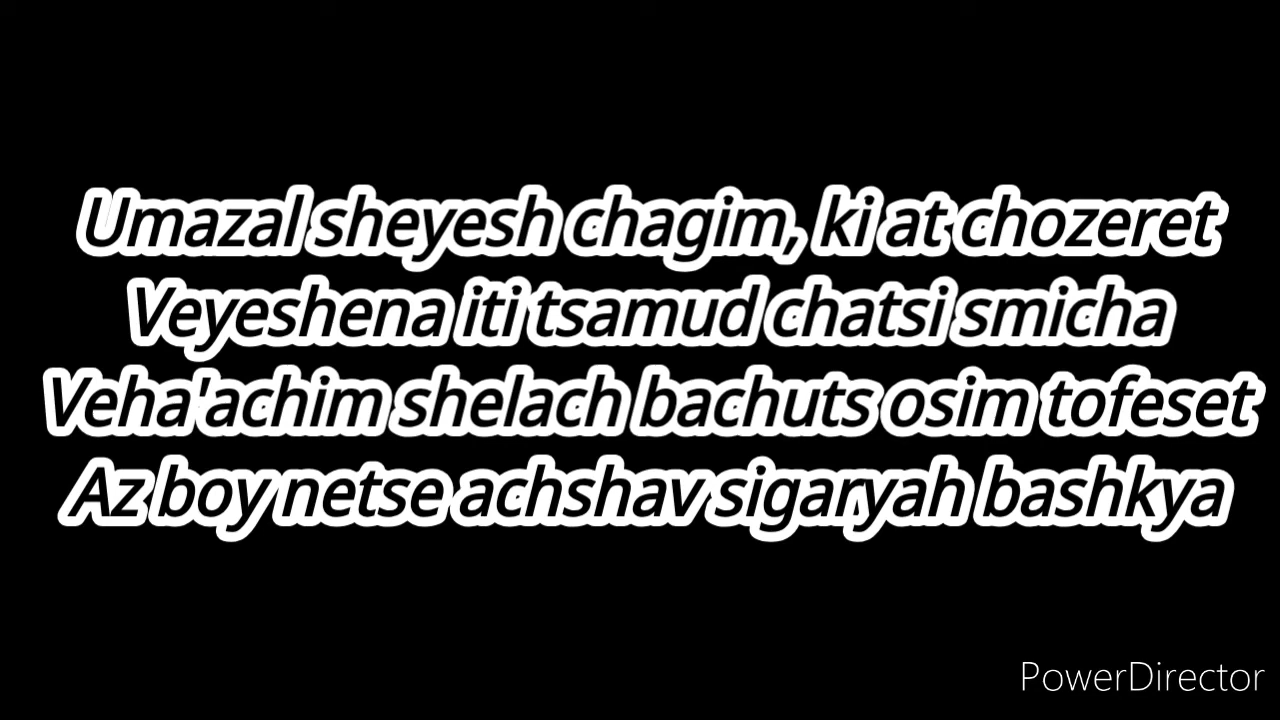 Umazal sheyesh chagim, ki at chozeret
Veyeshena iti tsamud chatsi smicha
Veha'achim shelach bachuts osim tofeset
Az boy netse achshav sigaryah bashkya
PowerDirector